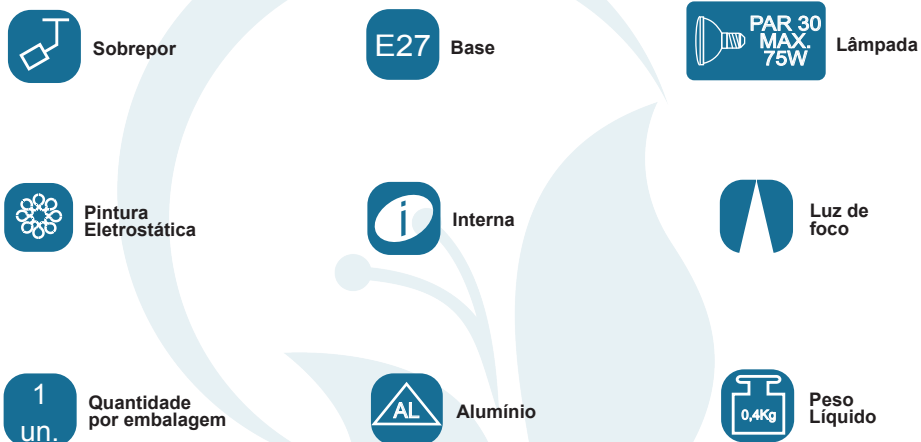 Sobrepor
E27
Base
PAR 30
MAX.
75W
Lâmpada
Pintura
Eletrostática
i
Interna
Luz de
foco
1
un.
Quantidade
por embalagem
AL
Alumínio
0,4Kg
Peso
Líquido